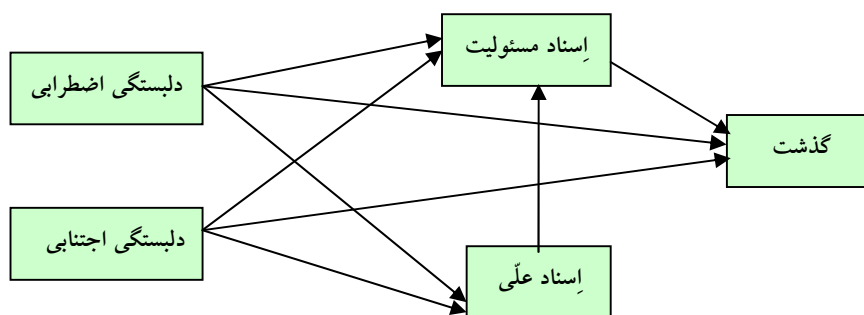 اِسناد مسئولیت
دلبستگی اضطرابی
گذشت
دلبستگی اجتنابی
اِسناد علّی